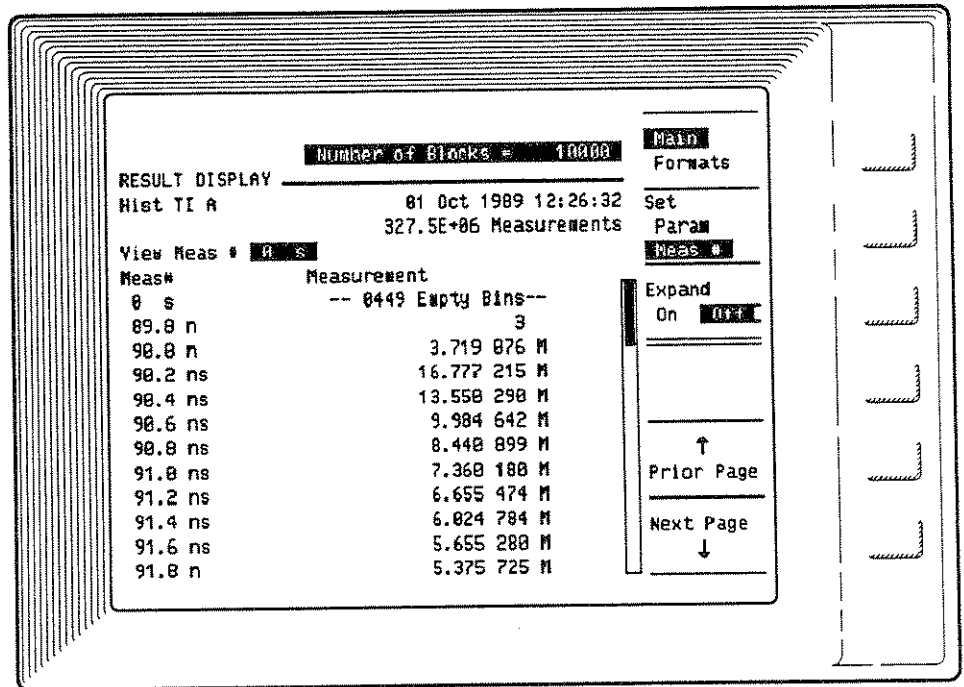 Number of Blocks = 10000
RESULT DISPLAY
Hist TI A 01 Oct 1989 12:26:32
327.5E+06 Measurements
View Meas # 0 s
Meas# Measurement
0 s -- 0449 Empty Bins--
89.8 n 3
90.0 n 3.719 076 M
90.2 ns 16.777 215 M
90.4 ns 13.550 290 M
90.6 ns 9.984 642 M
90.8 ns 8.440 899 M
91.0 ns 7.360 180 M
91.2 ns 6.655 474 M
91.4 ns 6.024 784 M
91.6 ns 5.655 280 M
91.8 n 5.375 725 M
Main
Formats
Set
Param
Meas #
Expand
On Off
↑
Prior Page
Next Page
↓